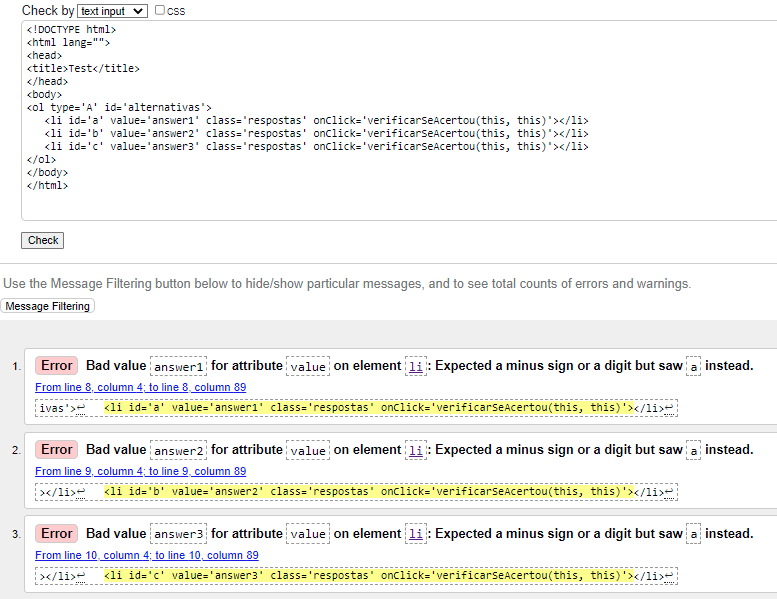 Check by text input CSS
<!DOCTYPE html>
<html lang="">
<head>
<title>Test</title>
</head>
<body>
<ol type='A' id='alternativas'>
   <li id='a' value='answer1' class='respostas' onClick='verificarSeAcertou(this, this)'></li>
   <li id='b' value='answer2' class='respostas' onClick='verificarSeAcertou(this, this)'></li>
   <li id='c' value='answer3' class='respostas' onClick='verificarSeAcertou(this, this)'></li>
</ol>
</body>
</html>
Check
Use the Message Filtering button below to hide/show particular messages, and to see total counts of errors and warnings.
Message Filtering
1. Error Bad value answer1 for attribute value on element li: Expected a minus sign or a digit but saw a instead.
From line 8, column 4; to line 8, column 89
ivas'>↩   <li id='a' value='answer1' class='respostas' onClick='verificarSeAcertou(this, this)'></li>↩
2. Error Bad value answer2 for attribute value on element li: Expected a minus sign or a digit but saw a instead.
From line 9, column 4; to line 9, column 89
></li>↩   <li id='b' value='answer2' class='respostas' onClick='verificarSeAcertou(this, this)'></li>↩
3. Error Bad value answer3 for attribute value on element li: Expected a minus sign or a digit but saw a instead.
From line 10, column 4; to line 10, column 89
></li>↩   <li id='c' value='answer3' class='respostas' onClick='verificarSeAcertou(this, this)'></li>↩